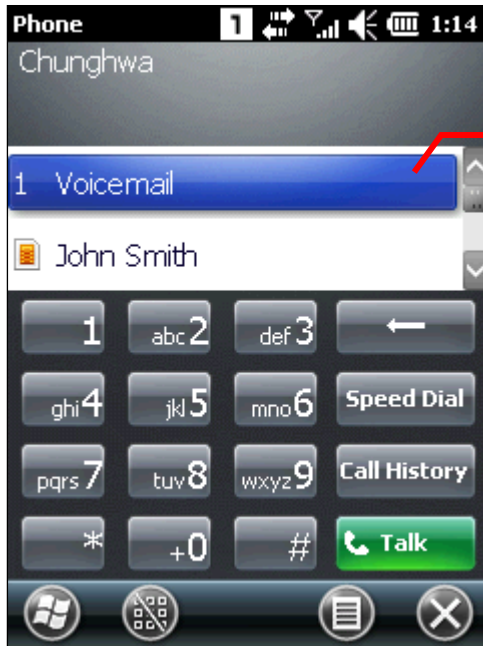 Phone 1 1:14
Chunghwa
1 Voicemail
John Smith
1 abc2 def3
ghi4 jkl5 mno6 Speed Dial
pqrs7 tuv8 wxyz9 Call History
* +0 # Talk